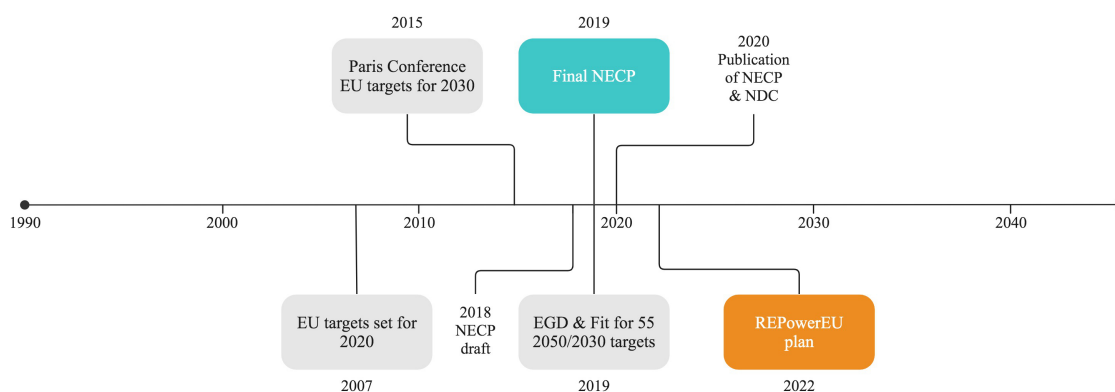 2015
Paris Conference
EU targets for 2030
2019
Final NECP
2020
Publication
of NECP
& NDC
1990
2000
2010
2020
2030
2040
EU targets set for
2020
2007
2018
NECP
draft
EGD & Fit for 55
2050/2030 targets
2019
REPowerEU
plan
2022